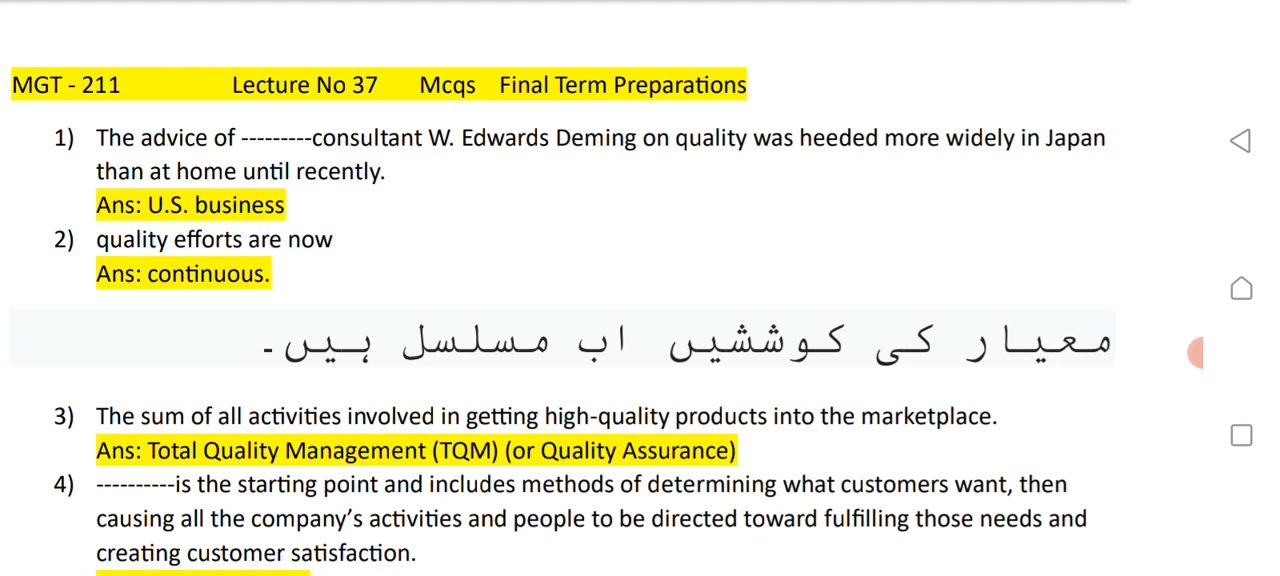 MGT - 211 Lecture No 37 Mcqs Final Term Preparations
1) The advice of ---------consultant W. Edwards Deming on quality was heeded more widely in Japan
than at home until recently.
Ans: U.S. business
2) quality efforts are now
Ans: continuous.
معیار کی کوششیں اب مسلسل ہیں۔
3) The sum of all activities involved in getting high-quality products into the marketplace.
Ans: Total Quality Management (TQM) (or Quality Assurance)
4) ----------is the starting point and includes methods of determining what customers want, then
causing all the company’s activities and people to be directed toward fulfilling those needs and
creating customer satisfaction.